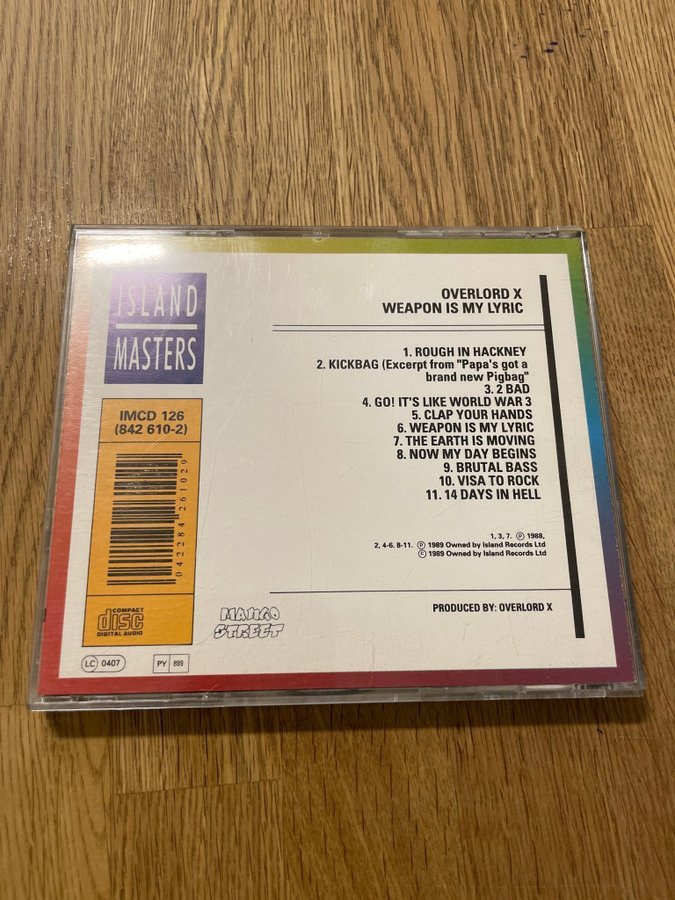 ISLAND
MASTERS
IMCD 126
(842 610-2)
042284261029
COMPACT
disc
DIGITAL AUDIO
LC 0407
PY 899
MANGO
STREET
OVERLORD X
WEAPON IS MY LYRIC
1. ROUGH IN HACKNEY
2. KICKBAG (Excerpt from "Papa's got a
brand new Pigbag"
3. 2 BAD
4. GO! IT'S LIKE WORLD WAR 3
5. CLAP YOUR HANDS
6. WEAPON IS MY LYRIC
7. THE EARTH IS MOVING
8. NOW MY DAY BEGINS
9. BRUTAL BASS
10. VISA TO ROCK
11. 14 DAYS IN HELL
1, 3, 7. ℗ 1988,
2, 4-6. 8-11. ℗ 1989 Owned by Island Records Ltd
© 1989 Owned by Island Records Ltd
PRODUCED BY: OVERLORD X